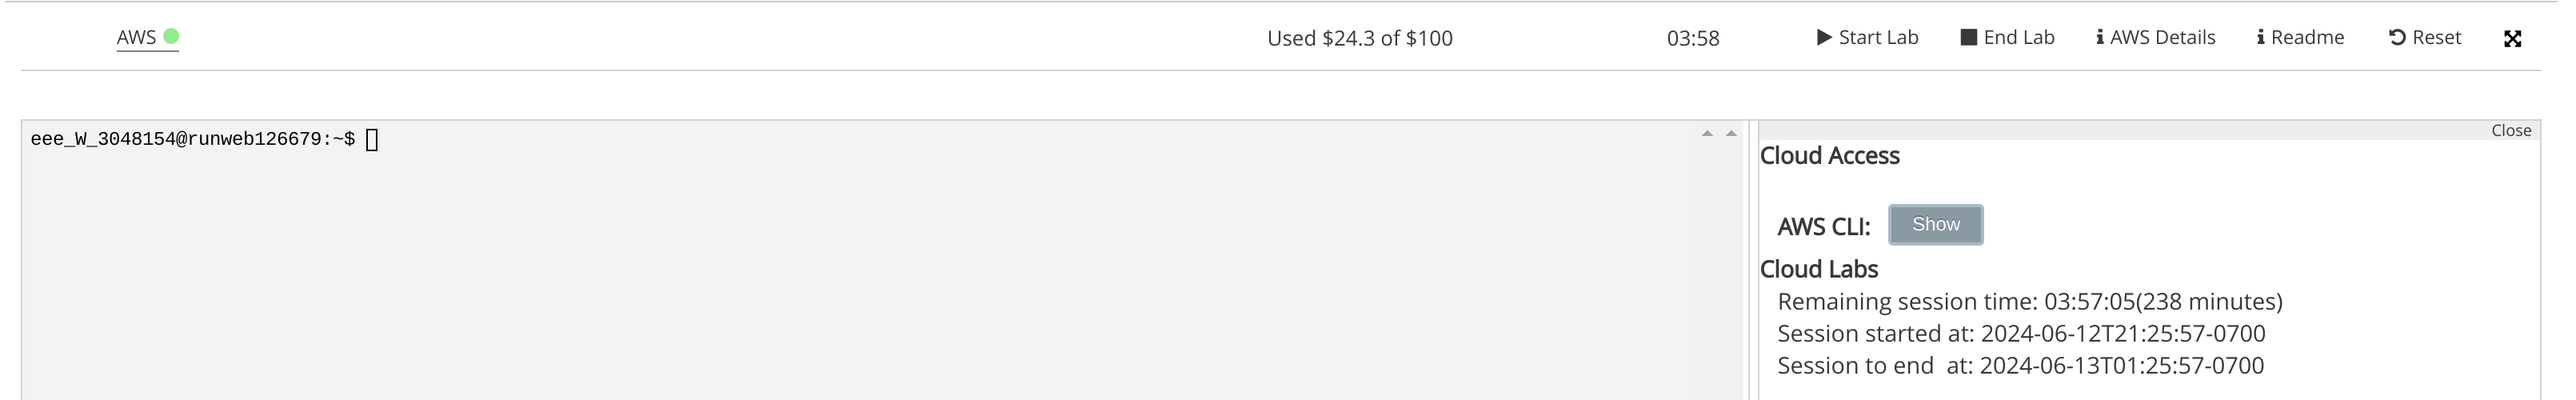 AWS Used $24.3 of $100 03:58 Start Lab End Lab AWS Details Readme Reset
eee_W_3048154@runweb126679:~$
Close
Cloud Access
AWS CLI: Show
Cloud Labs
Remaining session time: 03:57:05(238 minutes)
Session started at: 2024-06-12T21:25:57-0700
Session to end  at: 2024-06-13T01:25:57-0700